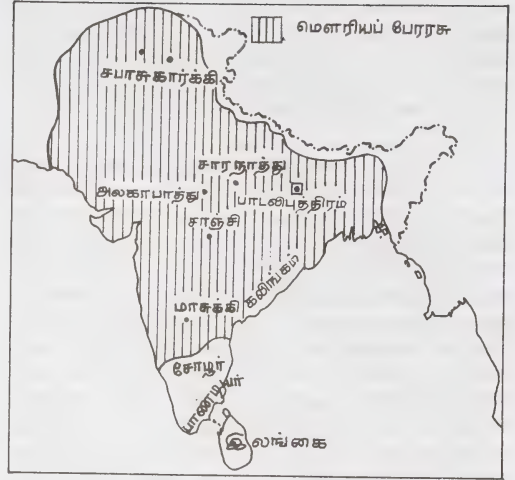 மௌரியப் பேரரசு
சபாசுகார்க்கி
சாரநாத்து
அலகாபாத்து
பாடலிபுத்திரம்
சாஞ்சி
கலிங்கம்
மாசுக்கி
சோழர்
பாண்டியர்
இலங்கை